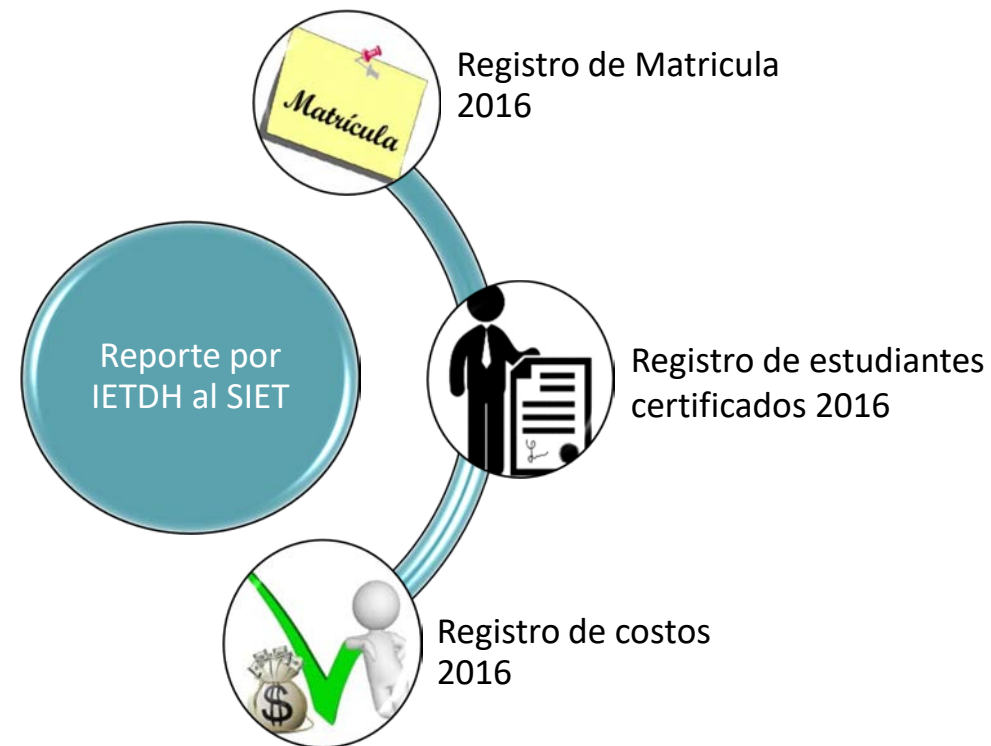 Reporte por
IETDH al SIET
Matrícula
Registro de Matricula
2016
Registro de estudiantes
certificados 2016
$
Registro de costos
2016